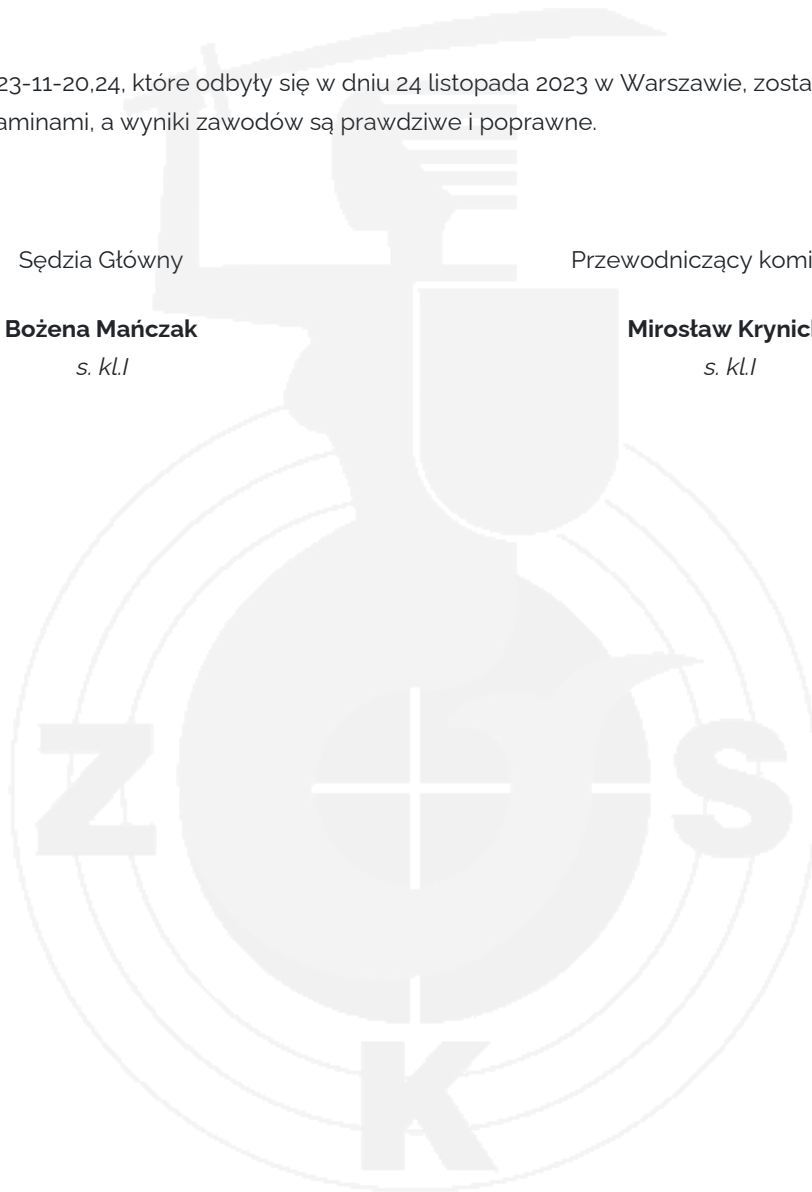 23-11-20,24, które odbyły się w dniu 24 listopada 2023 w Warszawie, zosta
aminami, a wyniki zawodów są prawdziwe i poprawne.
Sędzia Główny
Przewodniczący komi
Bożena Mańczak
Mirosław Krynic
s. kl.I
s. kl.I
Z
S
K